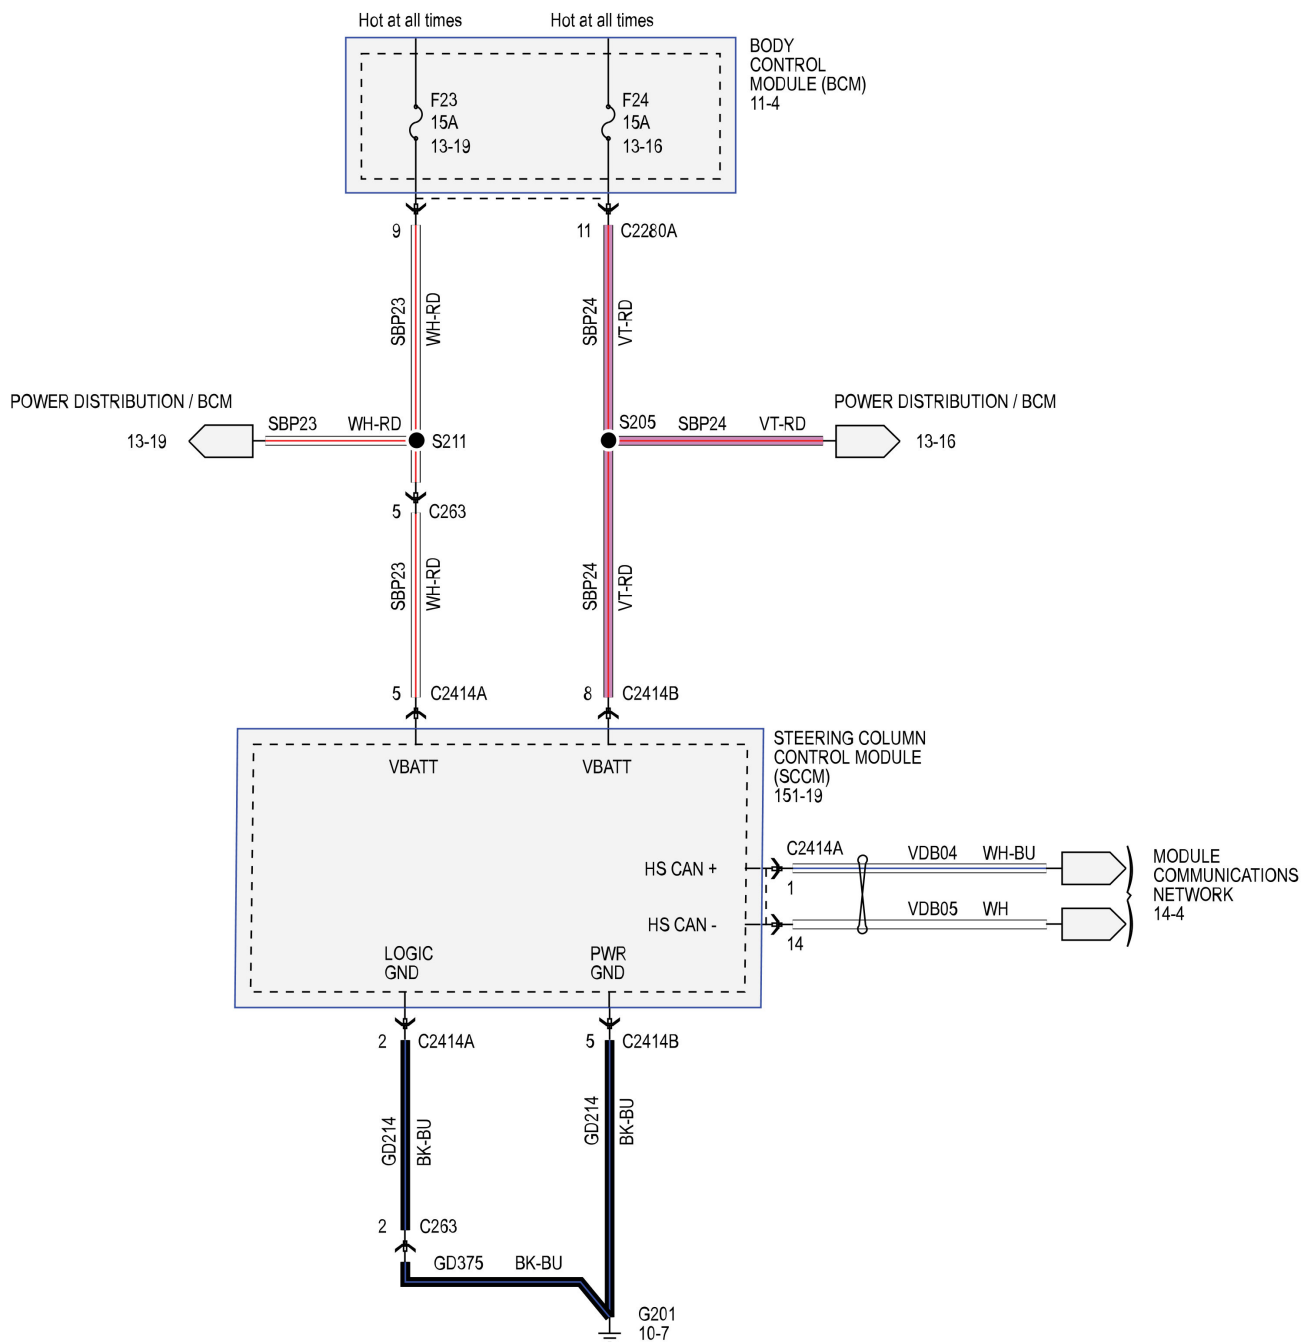 Hot at all times
Hot at all times
BODY
CONTROL
MODULE (BCM)
11-4
F23
15A
13-19
F24
15A
13-16
9
11
C2280A
SBP23
WH-RD
SBP24
VT-RD
POWER DISTRIBUTION / BCM
13-19
SBP23
WH-RD
S211
S205
SBP24
VT-RD
POWER DISTRIBUTION / BCM
13-16
5
C263
SBP23
WH-RD
SBP24
VT-RD
5
C2414A
8
C2414B
STEERING COLUMN
CONTROL MODULE
(SCCM)
151-19
VBATT
VBATT
HS CAN +
HS CAN -
C2414A
1
14
VDB04
WH-BU
VDB05
WH
MODULE
COMMUNICATIONS
NETWORK
14-4
LOGIC
GND
PWR
GND
2
C2414A
5
C2414B
GD214
BK-BU
GD214
BK-BU
2
C263
GD375
BK-BU
G201
10-7